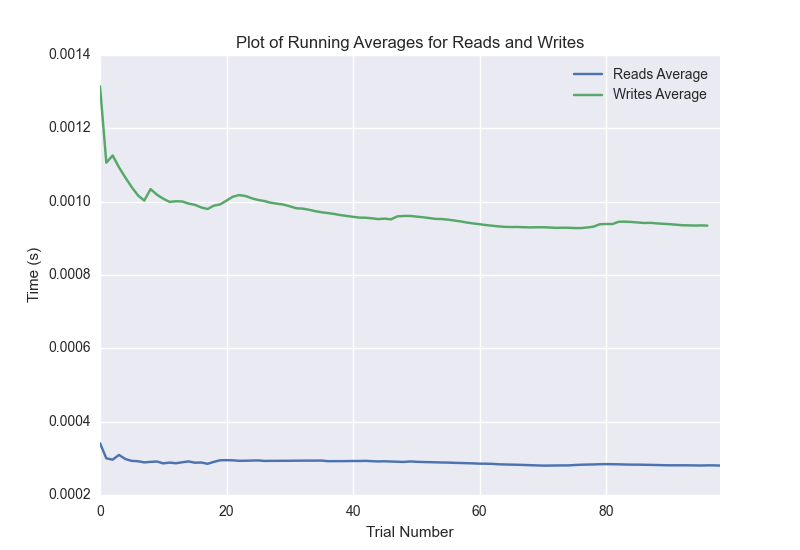 Plot of Running Averages for Reads and Writes
0.0014
0.0012
0.0010
0.0008
0.0006
0.0004
0.0002
Time (s)
Reads Average
Writes Average
0 20 40 60 80
Trial Number